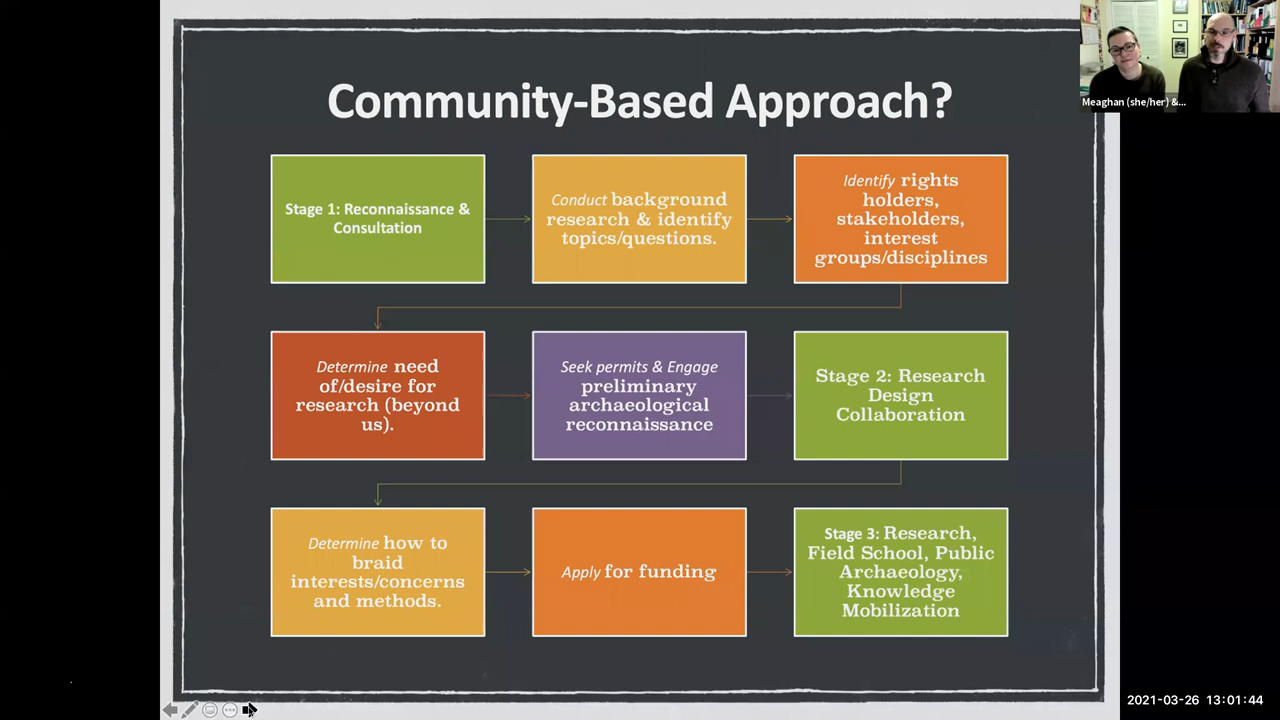 Community-Based Approach?
Stage 1: Reconnaissance &
Consultation
Conduct background
research & identify
topics/questions.
Identify rights
holders,
stakeholders,
interest
groups/disciplines
Determine need
of/desire for
research (beyond
us).
Seek permits & Engage
preliminary
archaeological
reconnaissance
Stage 2: Research
Design
Collaboration
Determine how to
braid
interests/concerns
and methods.
Apply for funding
Stage 3: Research,
Field School, Public
Archaeology,
Knowledge
Mobilization
Meaghan (she/her) &...
2021-03-26 13:01:44